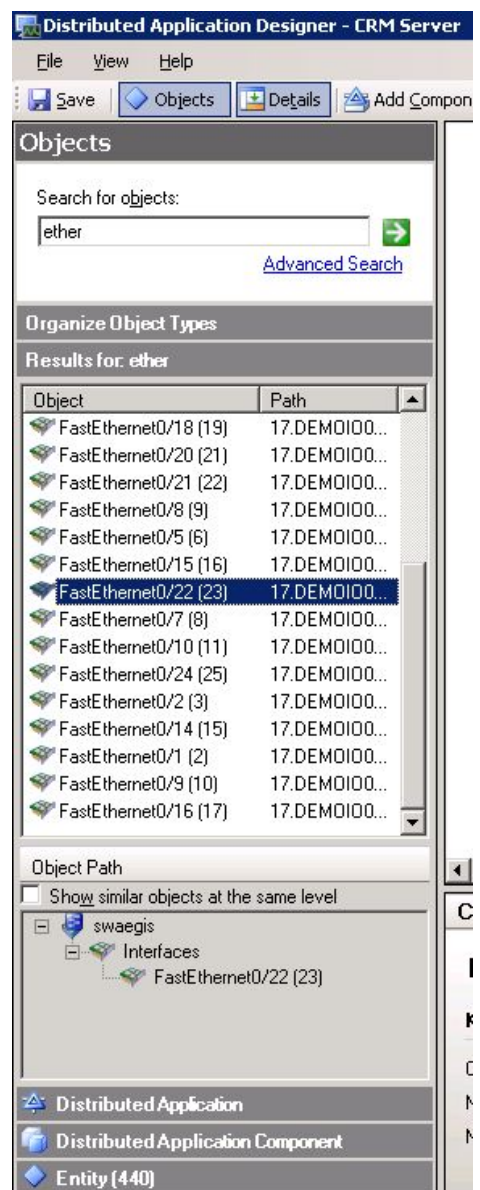 Distributed Application Designer - CRM Server
File View Help
Save Objects Details Add Compon
Objects
Search for objects:
ether
Advanced Search
Organize Object Types
Results for: ether
Object Path
FastEthernet0/18 (19) 17.DEMOIO0...
FastEthernet0/20 (21) 17.DEMOIO0...
FastEthernet0/21 (22) 17.DEMOIO0...
FastEthernet0/8 (9) 17.DEMOIO0...
FastEthernet0/5 (6) 17.DEMOIO0...
FastEthernet0/15 (16) 17.DEMOIO0...
FastEthernet0/22 (23) 17.DEMOIO0...
FastEthernet0/7 (8) 17.DEMOIO0...
FastEthernet0/10 (11) 17.DEMOIO0...
FastEthernet0/24 (25) 17.DEMOIO0...
FastEthernet0/2 (3) 17.DEMOIO0...
FastEthernet0/14 (15) 17.DEMOIO0...
FastEthernet0/1 (2) 17.DEMOIO0...
FastEthernet0/9 (10) 17.DEMOIO0...
FastEthernet0/16 (17) 17.DEMOIO0...
Object Path
Show similar objects at the same level
swaegis
Interfaces
FastEthernet0/22 (23)
Distributed Application
Distributed Application Component
Entity (440)